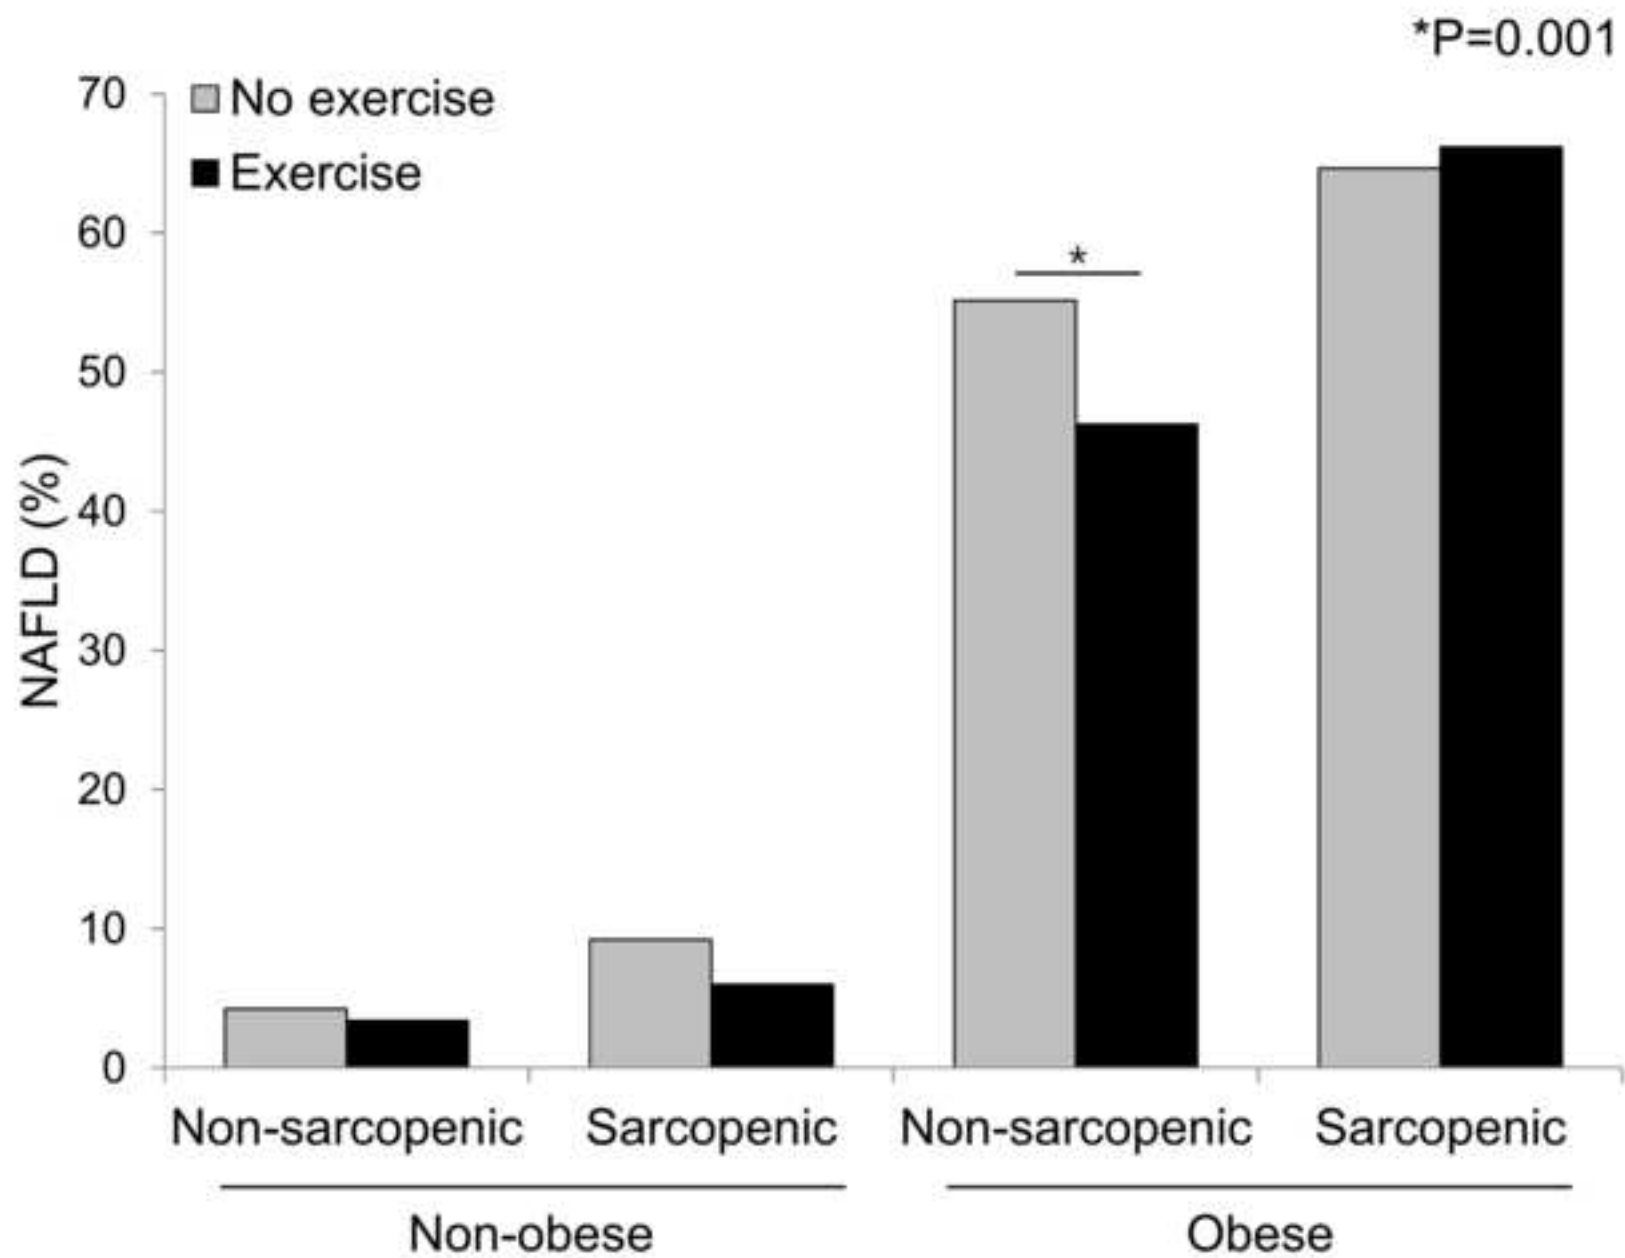 *P=0.001
No exercise
Exercise
NAFLD (%)
70
60
50
40
30
20
10
0
*
Non-sarcopenic Sarcopenic Non-sarcopenic Sarcopenic
Non-obese Obese